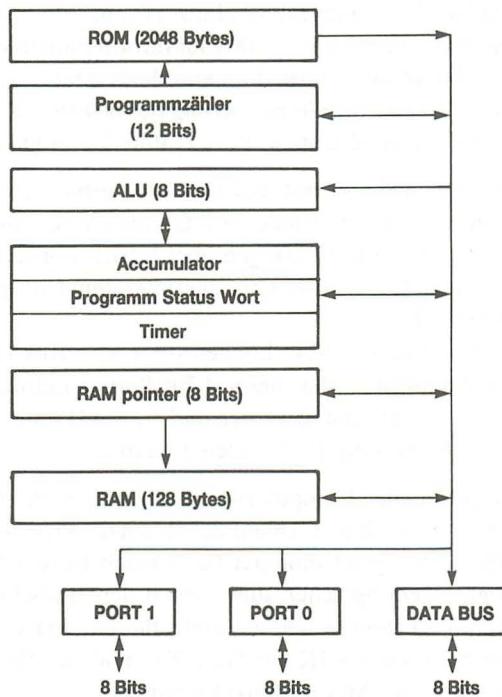 ROM (2048 Bytes)
Programmzähler
(12 Bits)
ALU (8 Bits)
Accumulator
Programm Status Wort
Timer
RAM pointer (8 Bits)
RAM (128 Bytes)
PORT 1
PORT 0
DATA BUS
8 Bits
8 Bits
8 Bits